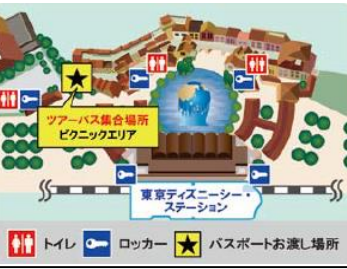 ツアーバス集合場所
ピクニックエリア
東京ディズニーシー・
ステーション
トイレ ロッカー パスポートお渡し場所